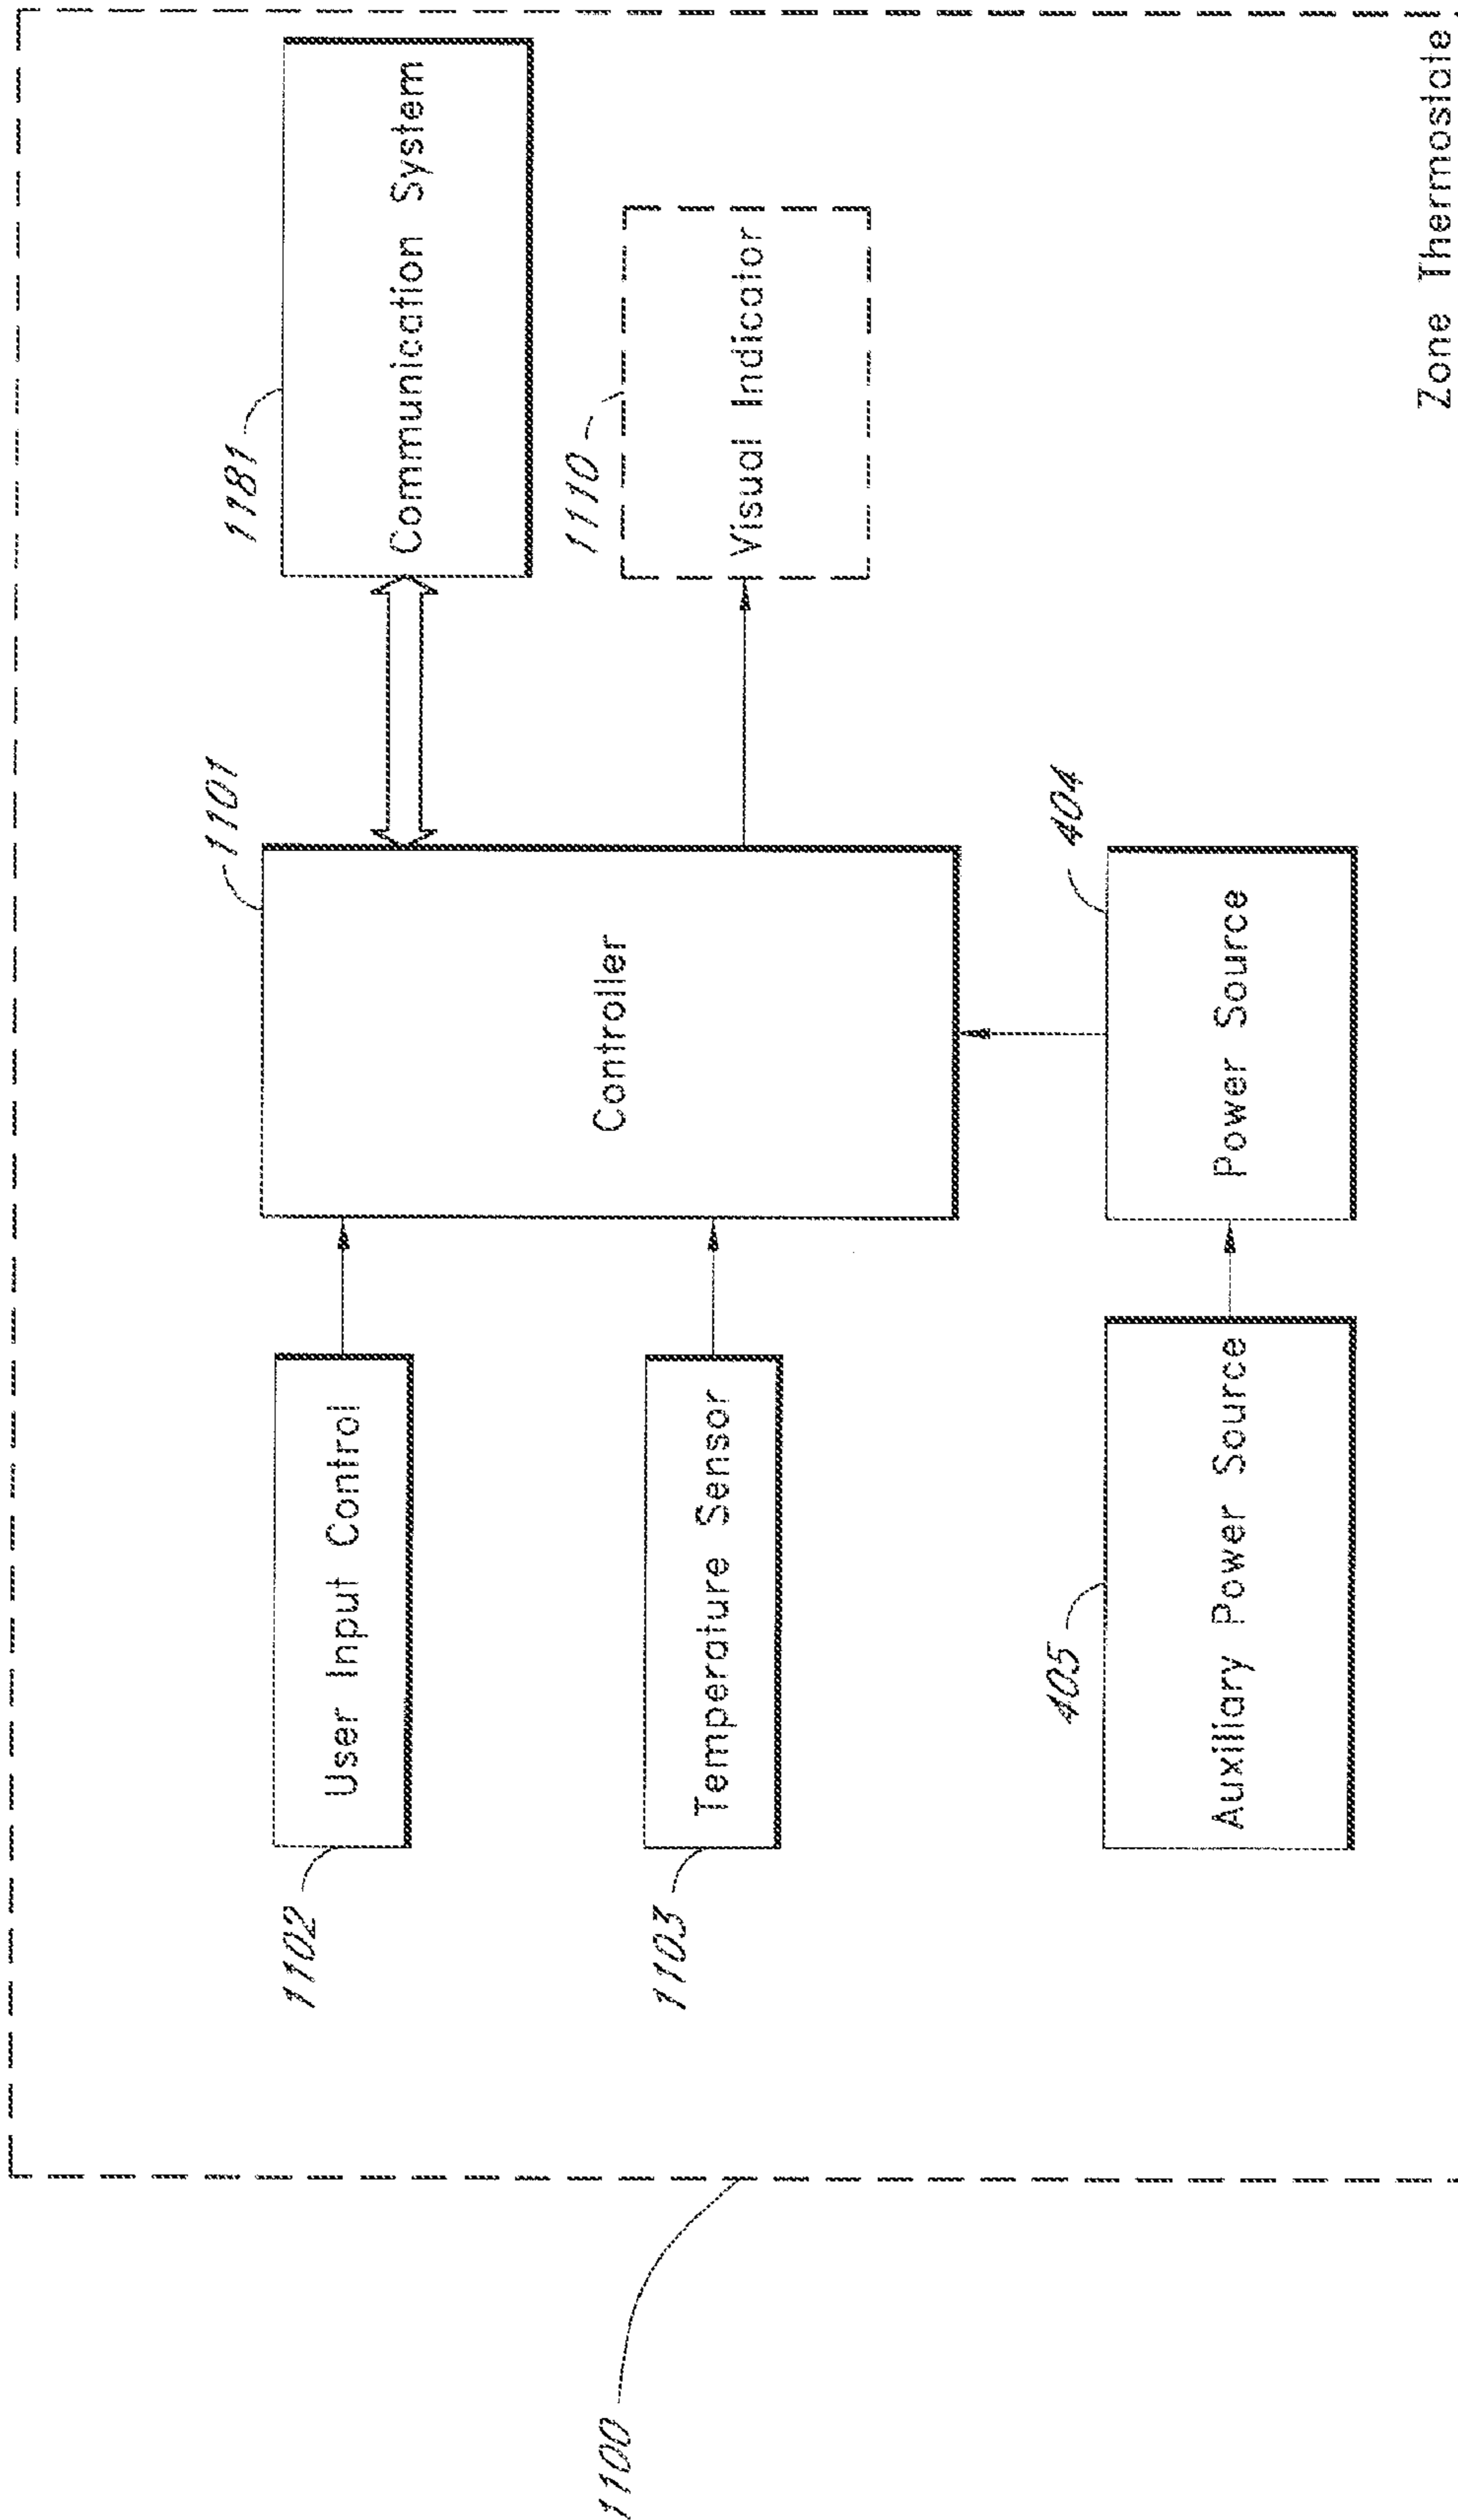 1100
1102
User Input Control
1101
1181
Communication System
1103
Temperature Sensor
Controller
1110
Visual Indicator
405
Auxiliary Power Source
404
Power Source
Zone Thermostate